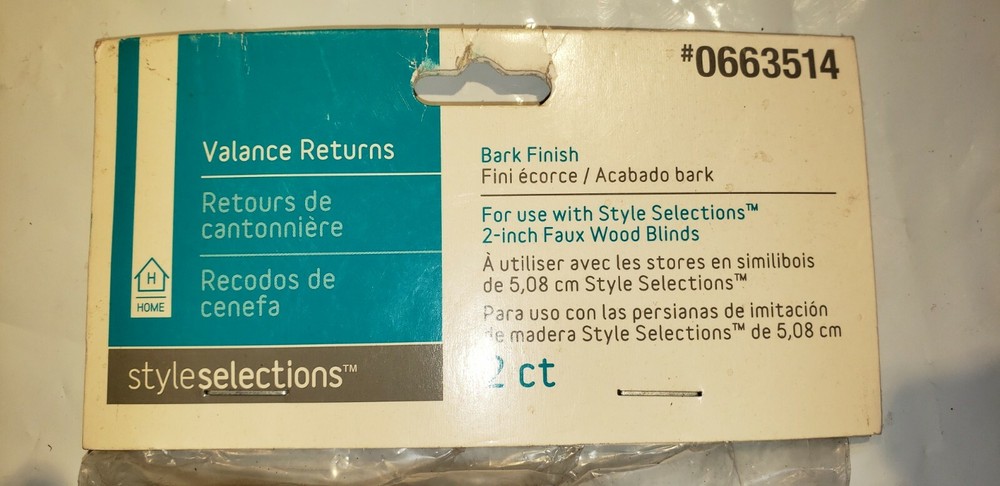 #0663514
Valance Returns
Retours de
cantonnière
Recodos de
cenefa
H
HOME
styleselections™
Bark Finish
Fini écorce / Acabado bark
For use with Style Selections™
2-inch Faux Wood Blinds
À utiliser avec les stores en similibois
de 5,08 cm Style Selections™
Para uso con las persianas de imitación
de madera Style Selections™ de 5,08 cm
2 ct